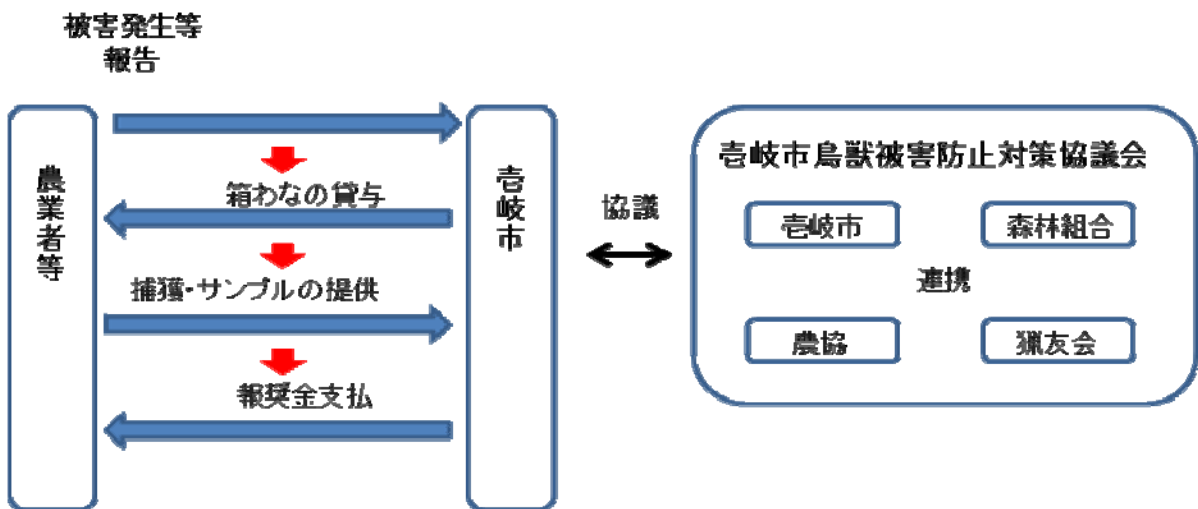 被害発生等
報告
農業者等
箱わなの貸与
捕獲・サンプルの提供
報奨金支払
壱岐市
協議
壱岐市鳥獣被害防止対策協議会
壱岐市
森林組合
連携
農協
猟友会